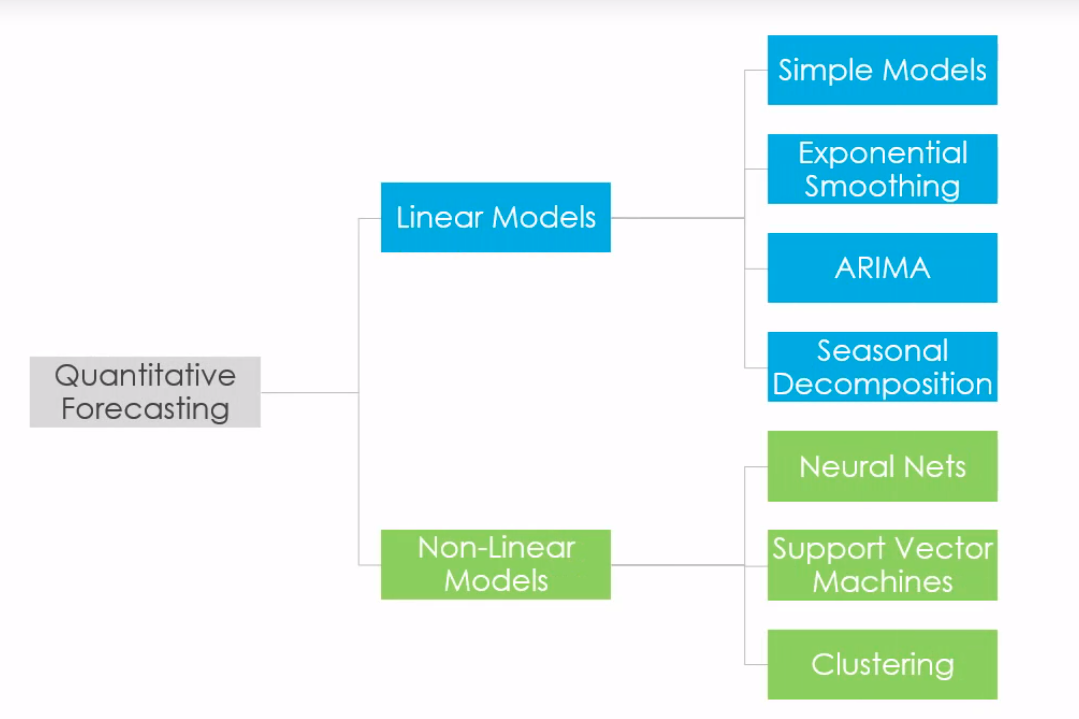 Quantitative
Forecasting
Linear Models
Simple Models
Exponential
Smoothing
ARIMA
Seasonal
Decomposition
Non-Linear
Models
Neural Nets
Support Vector
Machines
Clustering